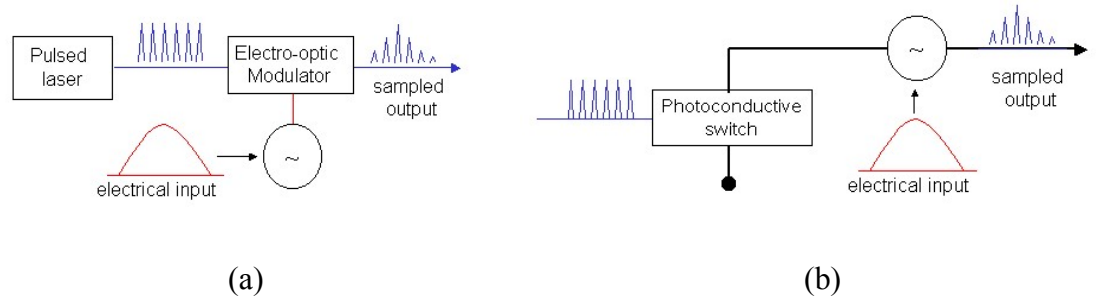 Pulsed
laser
Electro-optic
Modulator
sampled
output
~
electrical input
(a)
Photoconductive
switch
~
sampled
output
electrical input
(b)